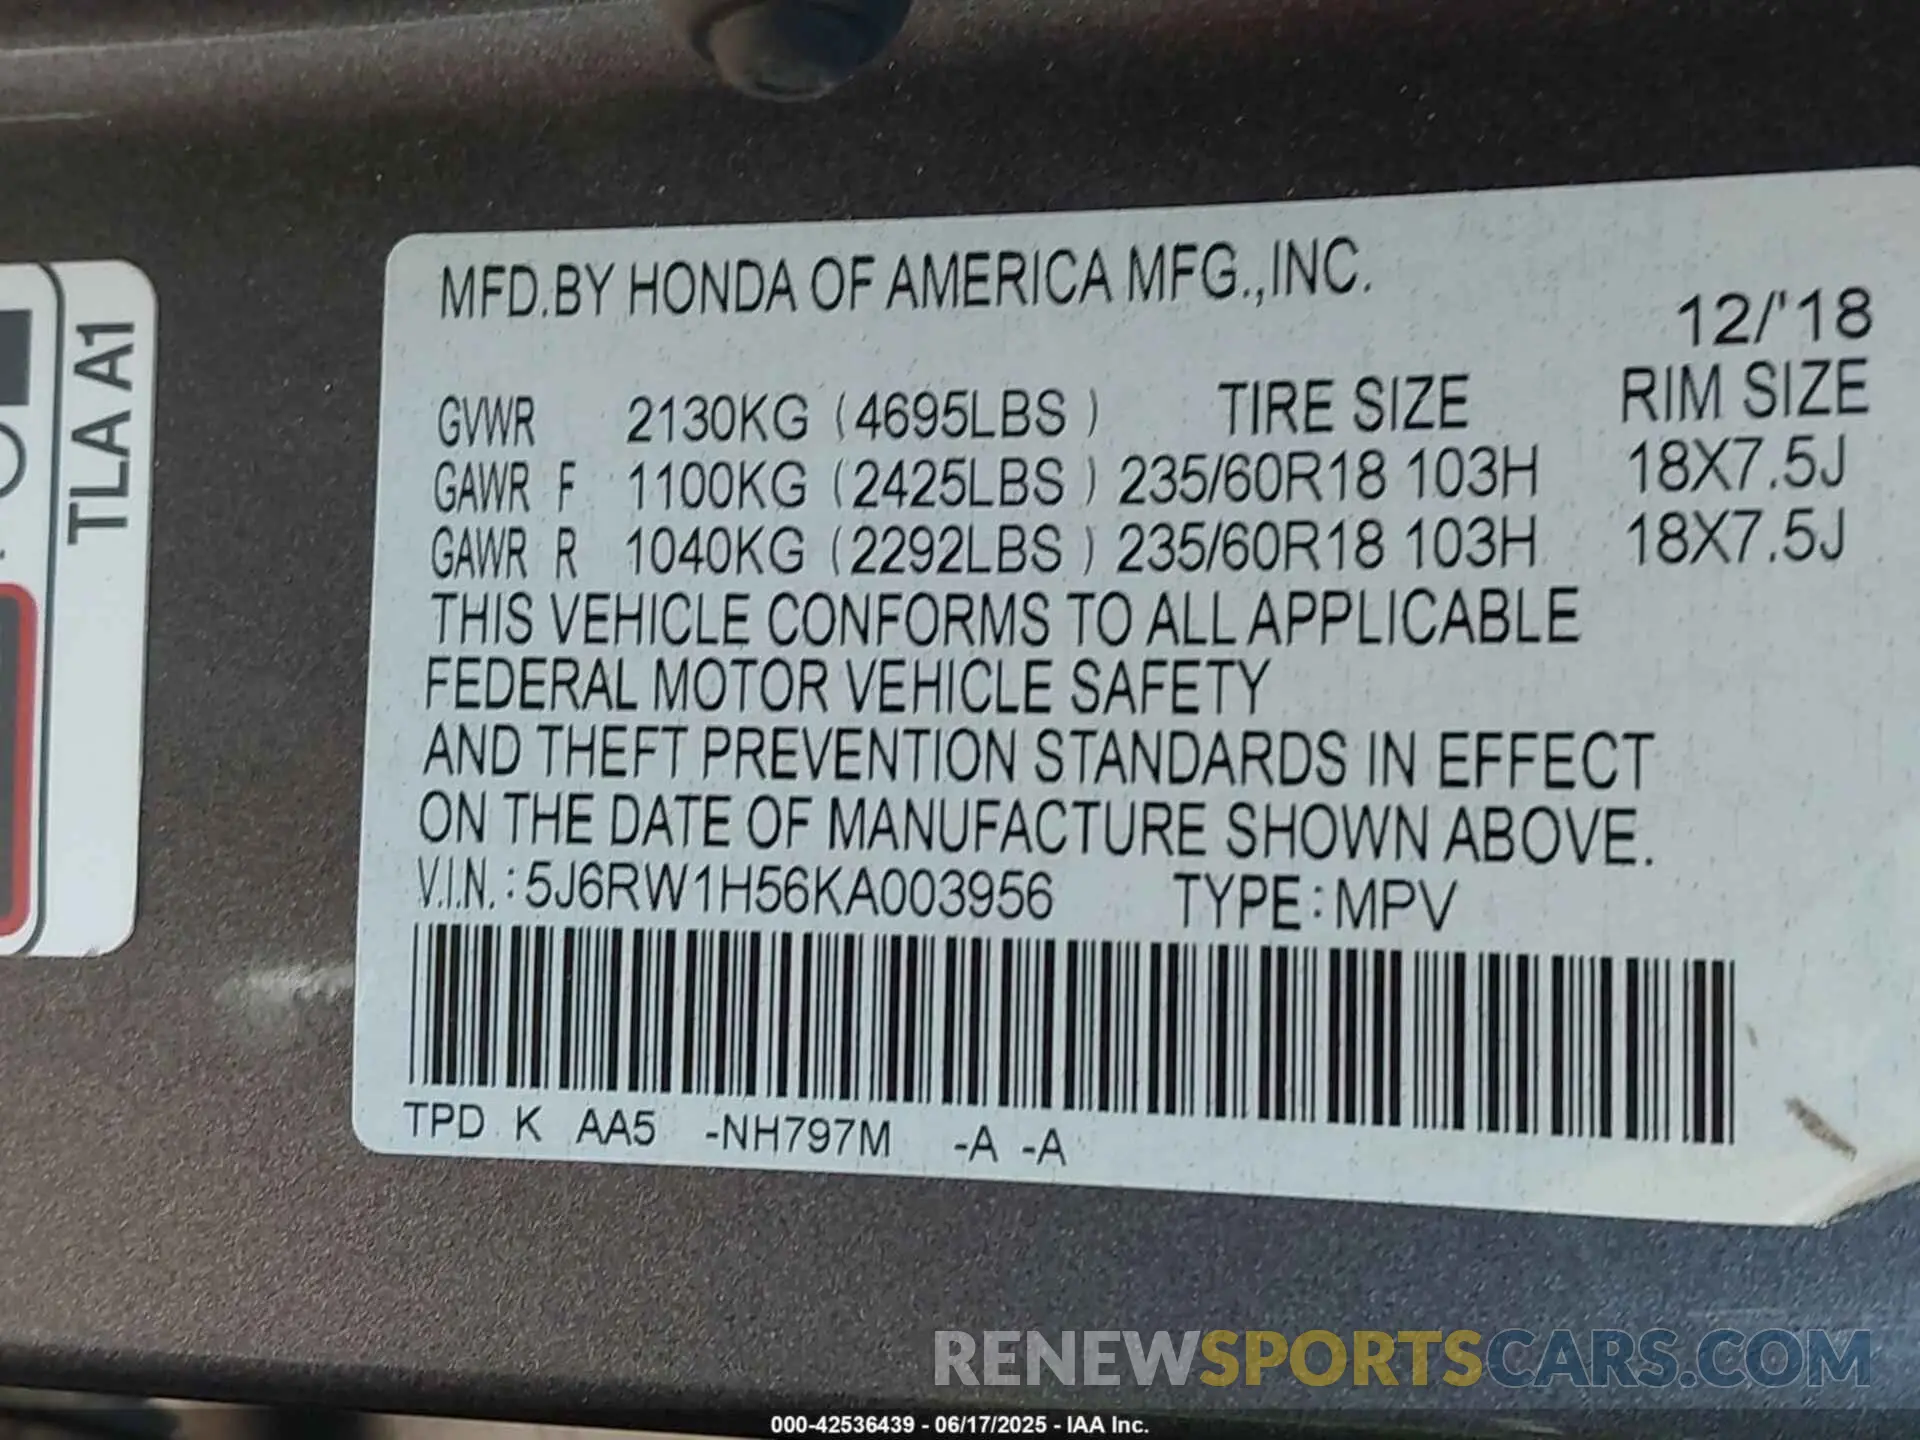 TLA A1
MFD.BY HONDA OF AMERICA MFG.,INC.
12/'18
GVWR 2130KG (4695LBS) TIRE SIZE RIM SIZE
GAWR F 1100KG (2425LBS) 235/60R18 103H 18X7.5J
GAWR R 1040KG (2292LBS) 235/60R18 103H 18X7.5J
THIS VEHICLE CONFORMS TO ALL APPLICABLE
FEDERAL MOTOR VEHICLE SAFETY
AND THEFT PREVENTION STANDARDS IN EFFECT
ON THE DATE OF MANUFACTURE SHOWN ABOVE.
V.I.N.: 5J6RW1H56KA003956 TYPE: MPV
TPD K AA5 -NH797M -A -A
RENEWSPORTSCARS.COM
000-42536439 - 06/17/2025 - IAA Inc.